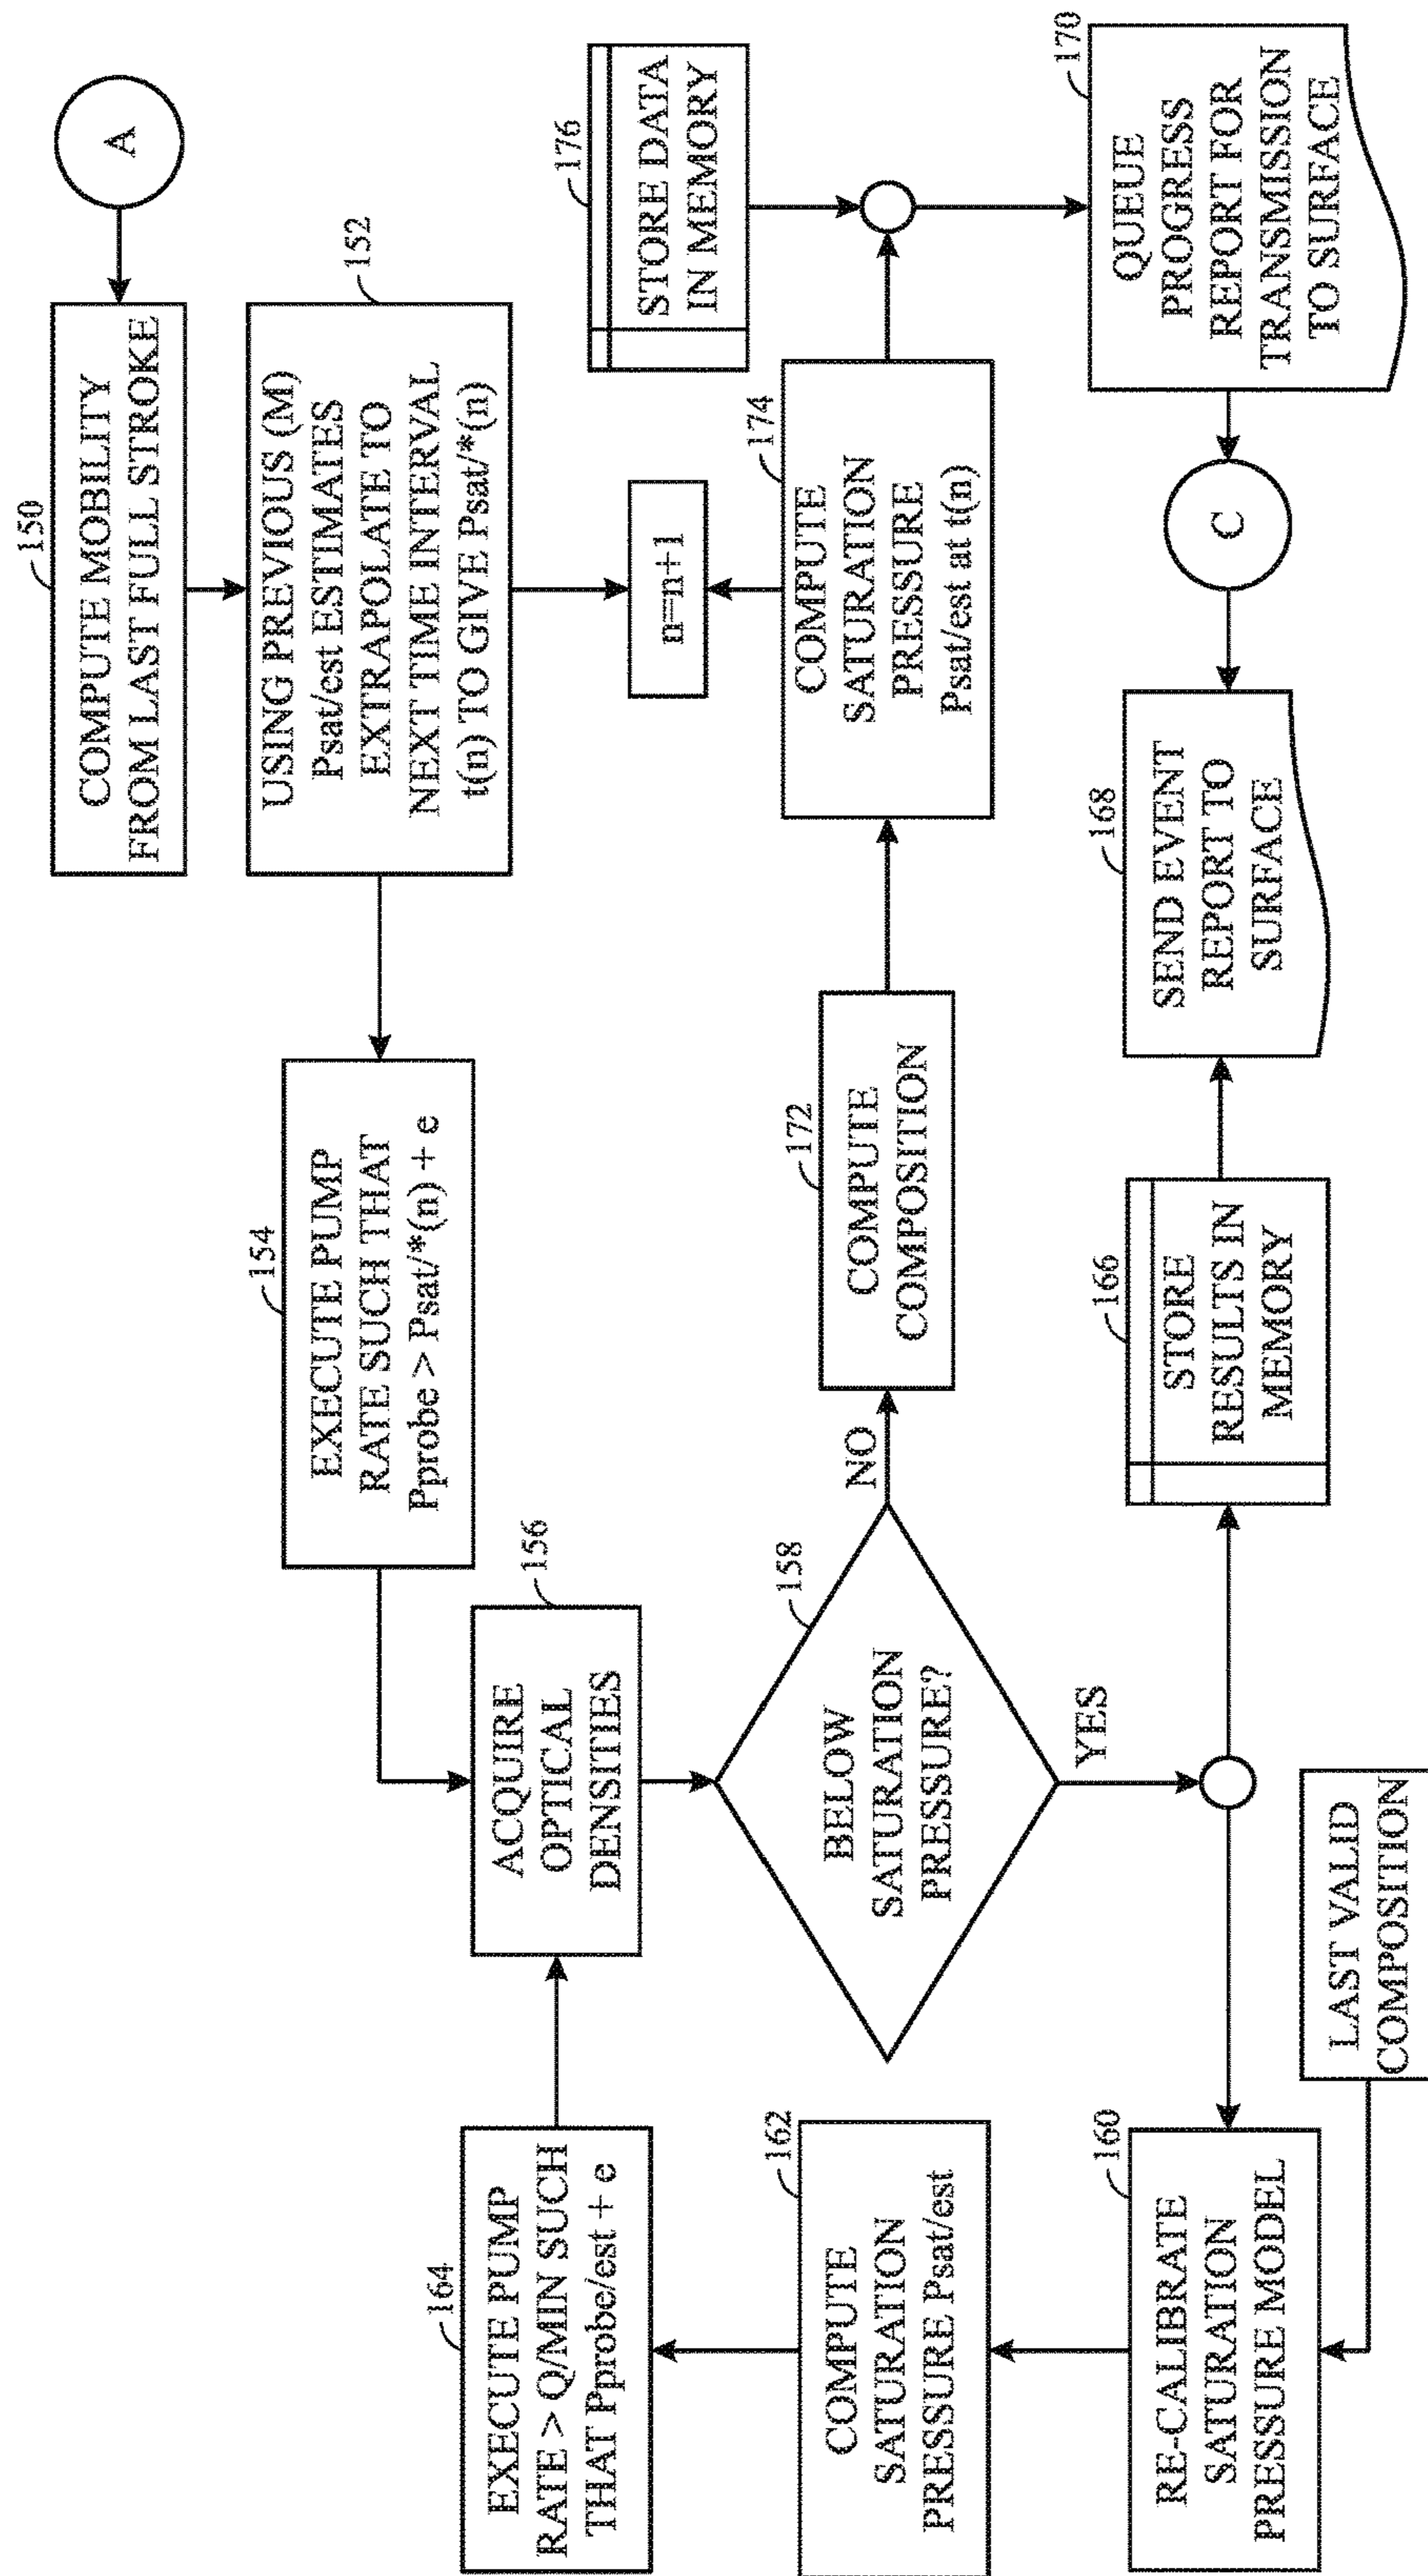 A
150
COMPUTE MOBILITY
FROM LAST FULL STROKE
152
USING PREVIOUS (M)
Psat/est ESTIMATES
EXTRAPOLATE TO
NEXT TIME INTERVAL
t(n) TO GIVE Psat/*(n)
n=n+1
154
EXECUTE PUMP
RATE SUCH THAT
Pprobe > Psat/*(n) + e
156
ACQUIRE
OPTICAL
DENSITIES
158
BELOW
SATURATION
PRESSURE?
NO
YES
172
COMPUTE
COMPOSITION
174
COMPUTE
SATURATION
PRESSURE
Psat/est at t(n)
176
STORE DATA
IN MEMORY
170
QUEUE
PROGRESS
REPORT FOR
TRANSMISSION
TO SURFACE
C
168
SEND EVENT
REPORT TO
SURFACE
166
STORE
RESULTS IN
MEMORY
LAST VALID
COMPOSITION
160
RE-CALIBRATE
SATURATION
PRESSURE MODEL
162
COMPUTE
SATURATION
PRESSURE Psat/est
164
EXECUTE PUMP
RATE > Q/MIN SUCH
THAT Pprobe/est + e